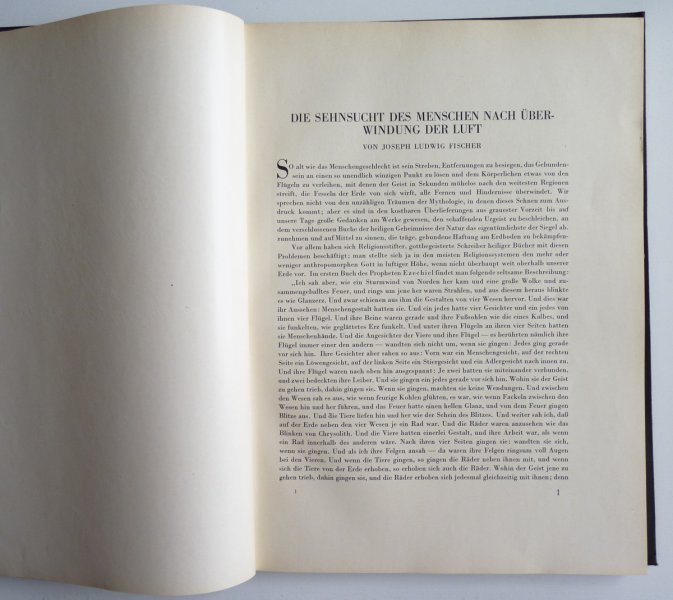 DIE SEHNSUCHT DES MENSCHEN NACH ÜBER-
WINDUNG DER LUFT
VON JOSEPH LUDWIG FISCHER
So alt wie das Menschengeschlecht ist sein Streben, Entfernungen zu besiegen, das Gebunden-
sein an einen so unendlich winzigen Punkt zu lösen und dem Körperlichen etwas von den
Flügeln zu verleihen, mit denen der Geist in Sekunden mühelos nach den weitesten Regionen
streift, die Fesseln der Erde von sich wirft, alle Fernen und Hindernisse überwindet. Wir
sprechen nicht von den unzähligen Träumen der Mythologie, in denen dieses Sehnen zum Aus-
druck kommt; aber es sind in den kostbaren Überlieferungen aus grauester Vorzeit bis auf
unsere Tage große Gedanken am Werke gewesen, den schaffenden Urgeist zu beschleichen, an
dem verschlossenen Buche der heiligen Geheimnisse der Natur das eigentümlichste der Siegel ab-
zunehmen und auf Mittel zu sinnen, die träge, gebundene Haftung am Erdboden zu bekämpfen.
Vor allem haben sich Religionsstifter, gottbegeisterte Schreiber heiliger Bücher mit diesen
Problemen beschäftigt; man stellte sich ja in den meisten Religionssystemen den mehr oder
weniger anthropomorphen Gott in luftiger Höhe, wenn nicht überhaupt weit oberhalb unserer
Erde vor. Im ersten Buch des Propheten Ezechiel findet man folgende seltsame Beschreibung:
„Ich sah aber, wie ein Sturmwind von Norden her kam und eine große Wolke und zu-
sammengeballtes Feuer, und rings um jene her waren Strahlen, und aus diesem heraus blinkte
es wie Glanzerz. Und zwar schienen aus ihm die Gestalten von vier Wesen hervor. Und dies war
ihr Aussehen: Menschengestalt hatten sie. Und ein jedes hatte vier Gesichter und ein jedes von
ihnen vier Flügel. Und ihre Beine waren gerade und ihre Fußsohlen wie die eines Kalbes, und
sie funkelten, wie geglättetes Erz funkelt. Und unter ihren Flügeln an ihren vier Seiten hatten
sie Menschenhände. Und die Angesichter der Viere und ihre Flügel — es berührten nämlich ihre
Flügel immer einer den andern — wandten sich nicht um, wenn sie gingen: Jedes ging gerade
vor sich hin. Ihre Gesichter aber sahen so aus: Vorn war ein Menschengesicht, auf der rechten
Seite ein Löwengesicht, auf der linken Seite ein Stiergesicht und ein Adlergesicht nach innen zu.
Und ihre Flügel waren nach oben hin ausgespannt: Je zwei hatten sie miteinander verbunden,
und zwei bedeckten ihre Leiber. Und sie gingen ein jedes gerade vor sich hin. Wohin sie der Geist
zu gehen trieb, dahin gingen sie. Wenn sie gingen, machten sie keine Wendungen. Und zwischen
den Wesen sah es aus, wie wenn feurige Kohlen glühten, es war, wie wenn Fackeln zwischen den
Wesen hin und her führen, und das Feuer hatte einen hellen Glanz, und von dem Feuer gingen
Blitze aus. Und die Tiere liefen hin und her wie der Schein des Blitzes. Und weiter sah ich, daß
auf der Erde neben den vier Wesen je ein Rad war. Und die Räder waren anzusehen wie das
Blinken von Chrysolith. Und die Viere hatten einerlei Gestalt, und ihre Arbeit war, als wenn
ein Rad innerhalb des anderen wäre. Nach ihren vier Seiten gingen sie; wandten sie sich,
wenn sie gingen. Und als ich ihre Felgen ansah — da waren ihre Felgen ringsum voll Augen
bei den Vieren. Und wenn die Tiere gingen, so gingen die Räder neben ihnen mit, und wenn
sich die Tiere von der Erde erhoben, so erhoben sich auch die Räder. Wohin der Geist jene zu
gehen trieb, dahin gingen sie, und die Räder erhoben sich jedesmal gleichzeitig mit ihnen; denn
1 1